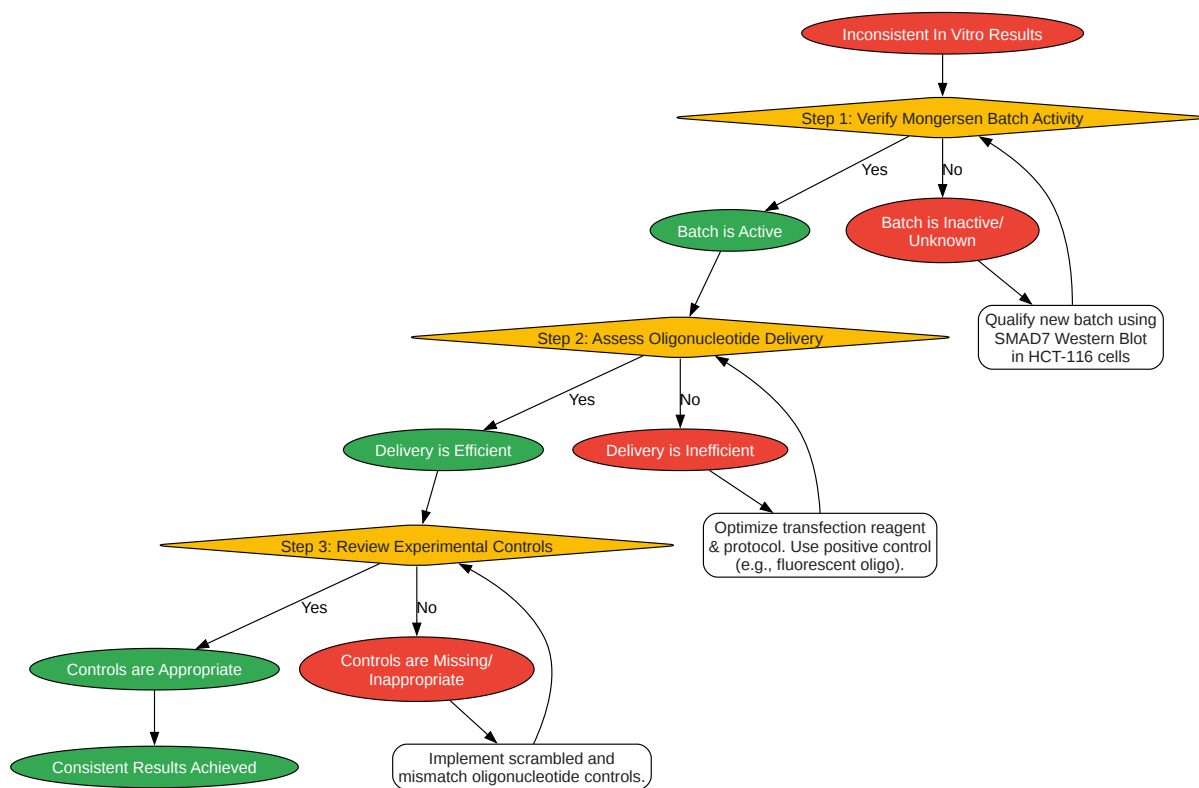 Inconsistent In Vitro Results
Step 1: Verify Mongersen Batch Activity
Yes
No
Batch is Active
Batch is Inactive/
Unknown
Qualify new batch using
SMAD7 Western Blot
in HCT-116 cells
Step 2: Assess Oligonucleotide Delivery
Yes
No
Delivery is Efficient
Delivery is Inefficient
Optimize transfection reagent
& protocol. Use positive control
(e.g., fluorescent oligo).
Step 3: Review Experimental Controls
Yes
No
Controls are Appropriate
Controls are Missing/
Inappropriate
Implement scrambled and
mismatch oligonucleotide controls.
Consistent Results Achieved